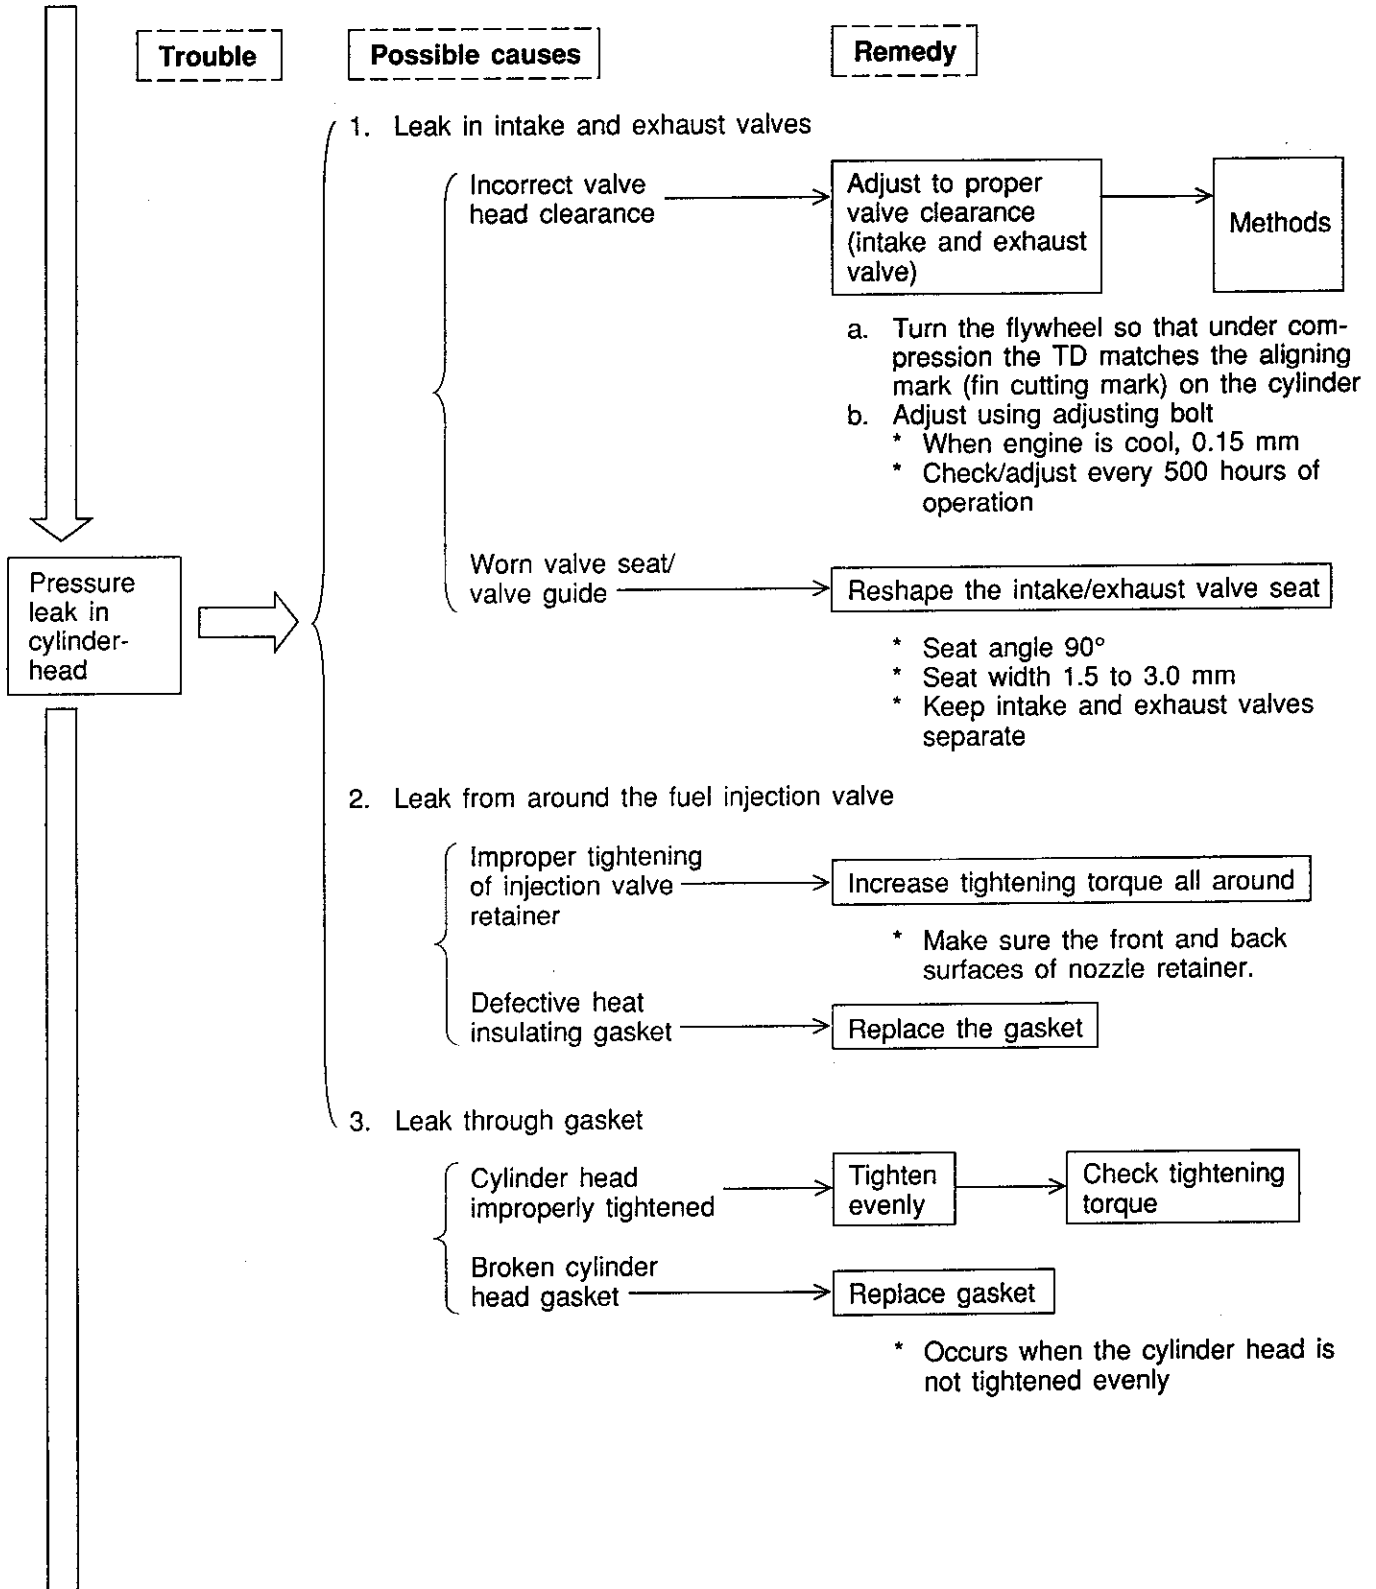 Trouble
Possible causes
Remedy
Pressure
leak in
cylinder-
head
1. Leak in intake and exhaust valves
Incorrect valve
head clearance
Adjust to proper
valve clearance
(intake and exhaust
valve)
Methods
a. Turn the flywheel so that under com-
pression the TD matches the aligning
mark (fin cutting mark) on the cylinder
b. Adjust using adjusting bolt
* When engine is cool, 0.15 mm
* Check/adjust every 500 hours of
operation
Worn valve seat/
valve guide
Reshape the intake/exhaust valve seat
* Seat angle 90°
* Seat width 1.5 to 3.0 mm
* Keep intake and exhaust valves
separate
2. Leak from around the fuel injection valve
Improper tightening
of injection valve
retainer
Increase tightening torque all around
* Make sure the front and back
surfaces of nozzle retainer.
Defective heat
insulating gasket
Replace the gasket
3. Leak through gasket
Cylinder head
improperly tightened
Tighten
evenly
Check tightening
torque
Broken cylinder
head gasket
Replace gasket
* Occurs when the cylinder head is
not tightened evenly